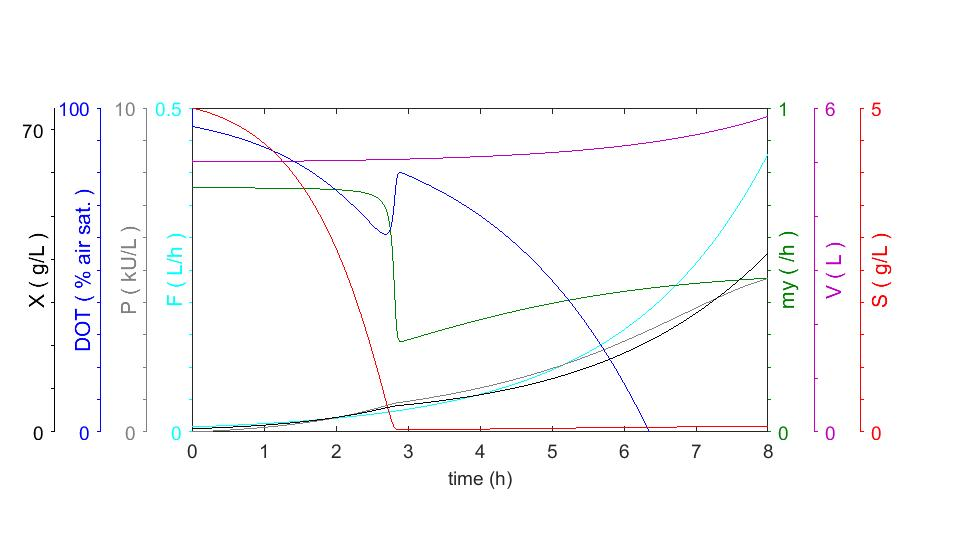 100
10
0.5
1
6
5
70
X ( g/L )
DOT ( % air sat. )
P ( kU/L )
F ( L/h )
my ( /h )
V ( L )
S ( g/L )
0
0
0
0
0
0
0
0 1 2 3 4 5 6 7 8
time (h)